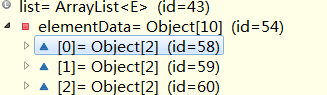 list= ArrayList<E> (id=43)
elementData= Object[10] (id=54)
[0]= Object[2] (id=58)
[1]= Object[2] (id=59)
[2]= Object[2] (id=60)